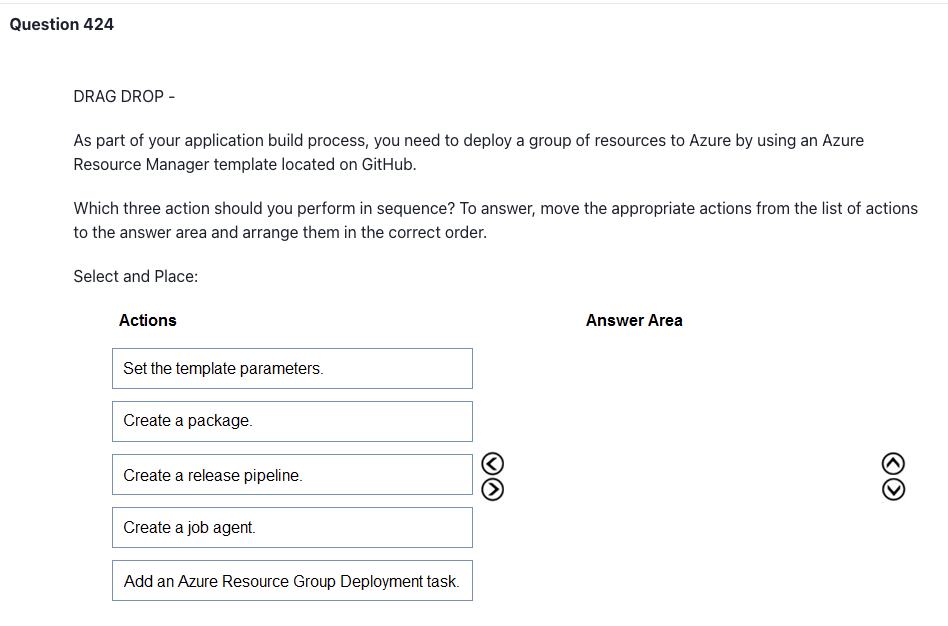 Question 424
DRAG DROP -
As part of your application build process, you need to deploy a group of resources to Azure by using an Azure
Resource Manager template located on GitHub.
Which three action should you perform in sequence? To answer, move the appropriate actions from the list of actions
to the answer area and arrange them in the correct order.
Select and Place:
Actions
Answer Area
Set the template parameters.
Create a package.
Create a release pipeline.
Create a job agent.
Add an Azure Resource Group Deployment task.